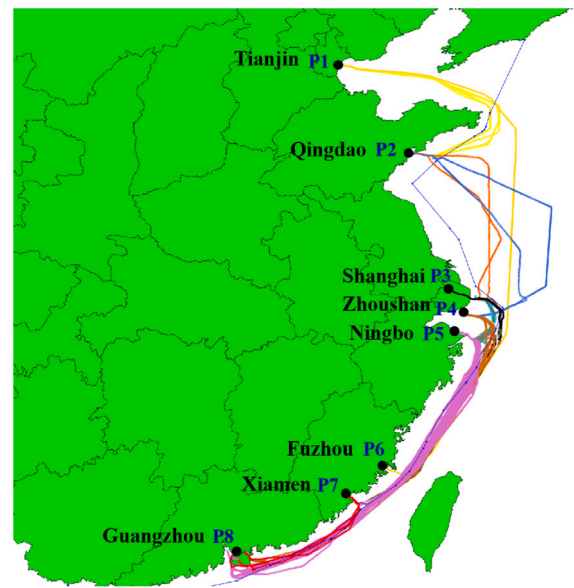 Tianjin P1
Qingdao P2
Shanghai P3
Zhoushan P4
Ningbo P5
Fuzhou P6
Xiamen P7
Guangzhou P8